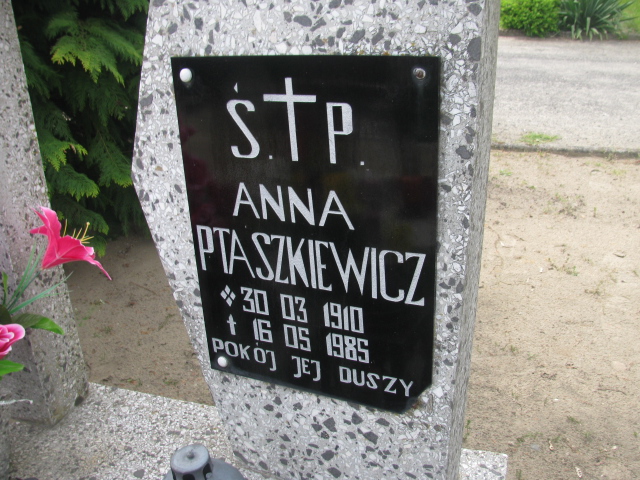 Ś.†P.
ANNA
PTASZKIEWICZ
❖ 30 03 1910
† 16 05 1985
POKÓJ JEJ DUSZY